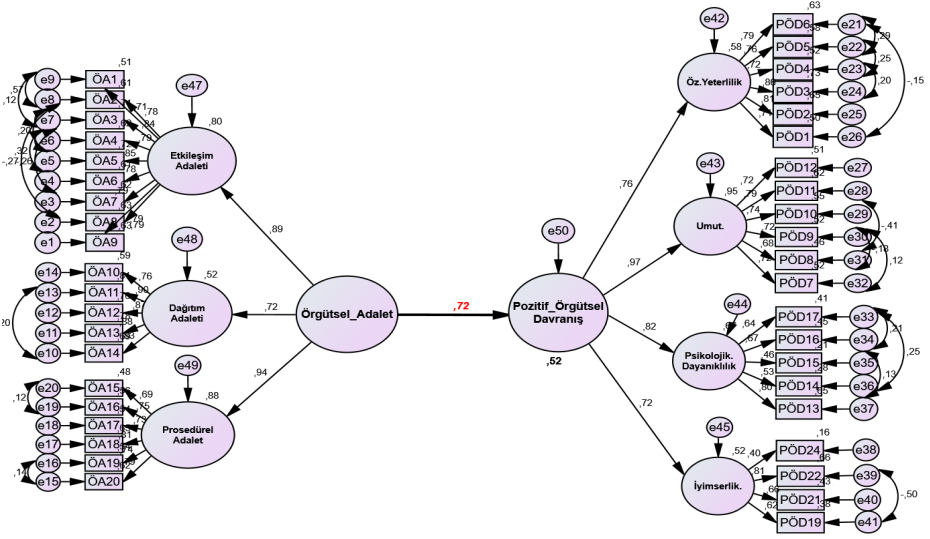 e9 ÖA1 ,51
e8 ÖA2 ,61
e7 ÖA3
e6 ÖA4
e5 ÖA5
e4 ÖA6
e3 ÖA7
e2 ÖA8
e1 ÖA9
,57
,12
,20
,32
,71
,78
,84
,79
,85
,78
,79
,79
e47
,80
Etkileşim
Adaleti
,89
e14 ÖA10 ,59
e13 ÖA11
e12 ÖA12
e11 ÖA13
e10 ÖA14
,76
,90
e48
,52
Dağıtım
Adaleti
,72
e20 ÖA15 ,48
e19 ÖA16
e18 ÖA17
e17 ÖA18
e16 ÖA19
e15 ÖA20
,12
,14
,69
,75
e49
,88
Prosedürel
Adalet
,94
Örgütsel_Adalet
,72
e50
Pozitif_Örgütsel
Davranış
,52
,76
,97
,82
,72
e42
,58
Öz.Yeterlilik
,79
,76
,72
PÖD6 ,63 e21
PÖD5 e22
PÖD4 e23
PÖD3 e24
PÖD2 e25
PÖD1 e26
,29
,25
,20
-,15
e43
,95
Umut.
,72
,79
,74
,72
,68
PÖD12 ,51 e27
PÖD11 e28
PÖD10 e29
PÖD9 e30
PÖD8 e31
PÖD7 e32
-,41
,12
e44
Psikolojik.
Dayanıklılık
,64
,67
,46
,53
,80
PÖD17 ,41 e33
PÖD16 e34
PÖD15 e35
PÖD14 e36
PÖD13 e37
,21
,25
,13
e45
,52
İyimserlik.
,40
,81
,66
,62
PÖD24 ,16 e38
PÖD22 ,66 e39
PÖD21 e40
PÖD19 ,38 e41
-,50